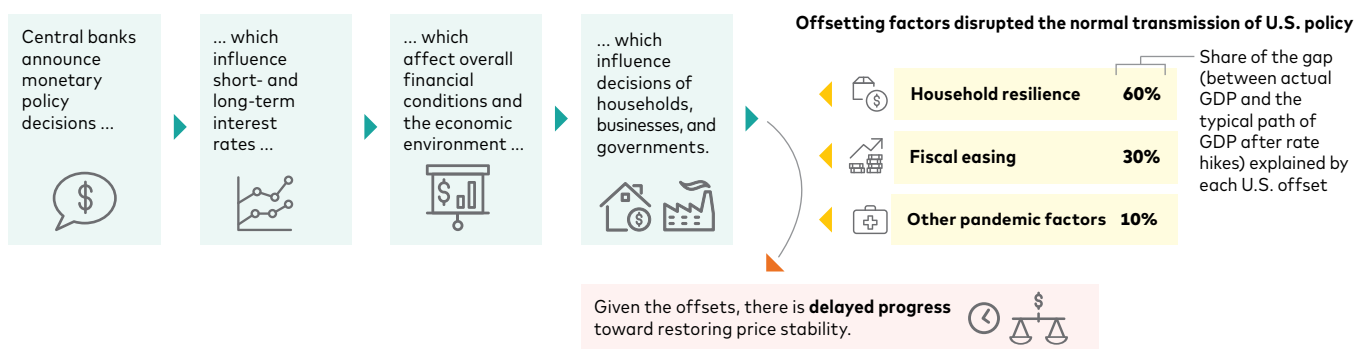 Central banks
announce
monetary
policy
decisions ...
... which
influence
short- and
long-term
interest
rates ...
... which
affect overall
financial
conditions and
the economic
environment ...
... which
influence
decisions of
households,
businesses, and
governments.
Offsetting factors disrupted the normal transmission of U.S. policy
Household resilience 60%
Fiscal easing 30%
Other pandemic factors 10%
Share of the gap
(between actual
GDP and the
typical path of
GDP after rate
hikes) explained by
each U.S. offset
Given the offsets, there is delayed progress
toward restoring price stability.
$
$
$
$
$
$